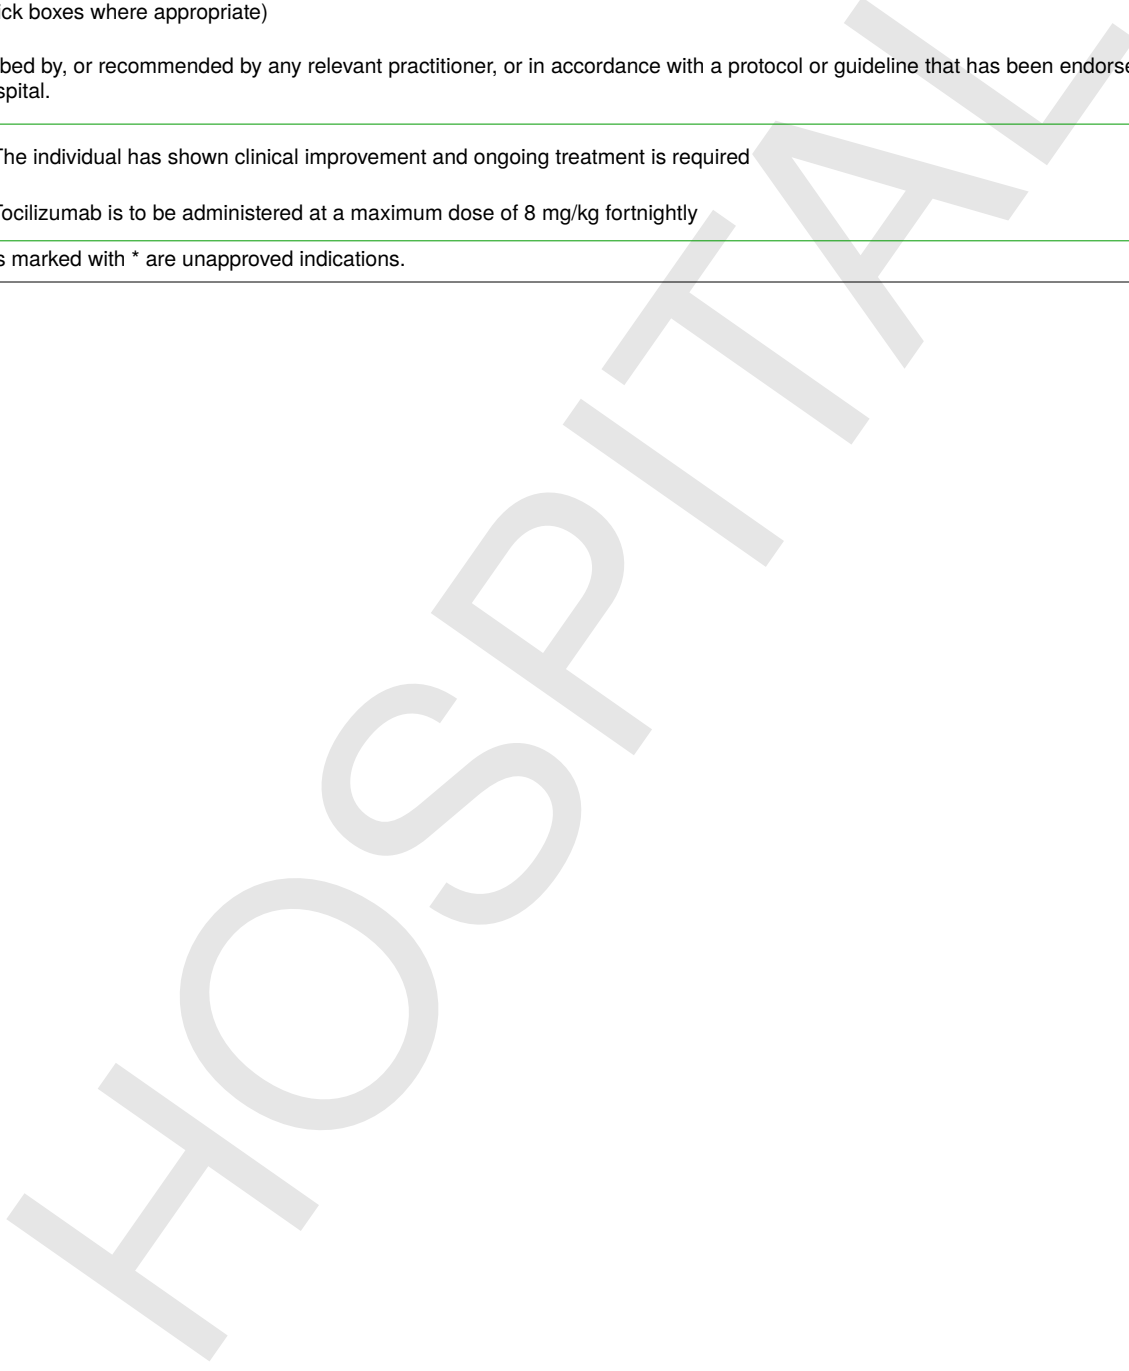 ick boxes where appropriate)
bed by, or recommended by any relevant practitioner, or in accordance with a protocol or guideline that has been endorse
spital.
The individual has shown clinical improvement and ongoing treatment is required
Tocilizumab is to be administered at a maximum dose of 8 mg/kg fortnightly
s marked with * are unapproved indications.
HOSPITAL